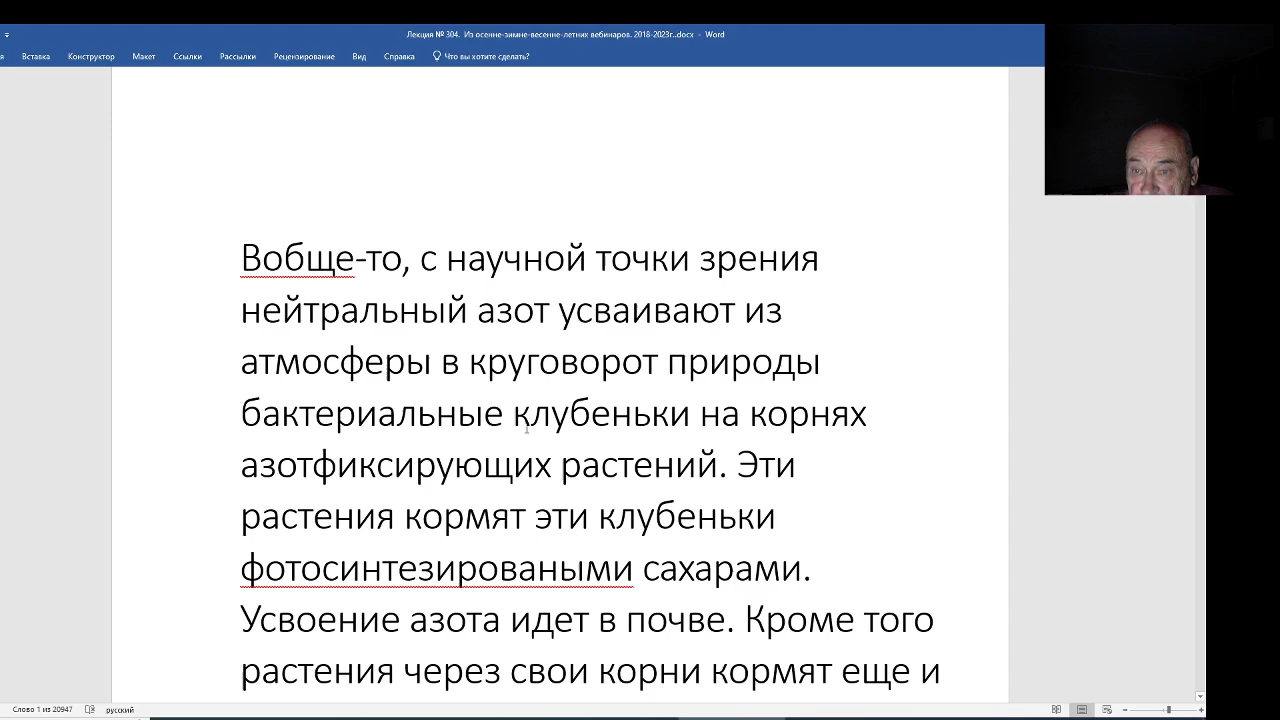 Лекция № 304. Из осенне-зимне-весенне-летних вебинаров. 2018-2023г..docx - Word
я Вставка Конструктор Макет Ссылки Рассылки Рецензирование Вид Справка Что вы хотите сделать?
Вобще-то, с научной точки зрения
нейтральный азот усваивают из
атмосферы в круговорот природы
бактериальные клубеньки на корнях
азотфиксирующих растений. Эти
растения кормят эти клубеньки
фотосинтезироваными сахарами.
Усвоение азота идет в почве. Кроме того
растения через свои корни кормят еще и
Слово 1 из 20947 русский